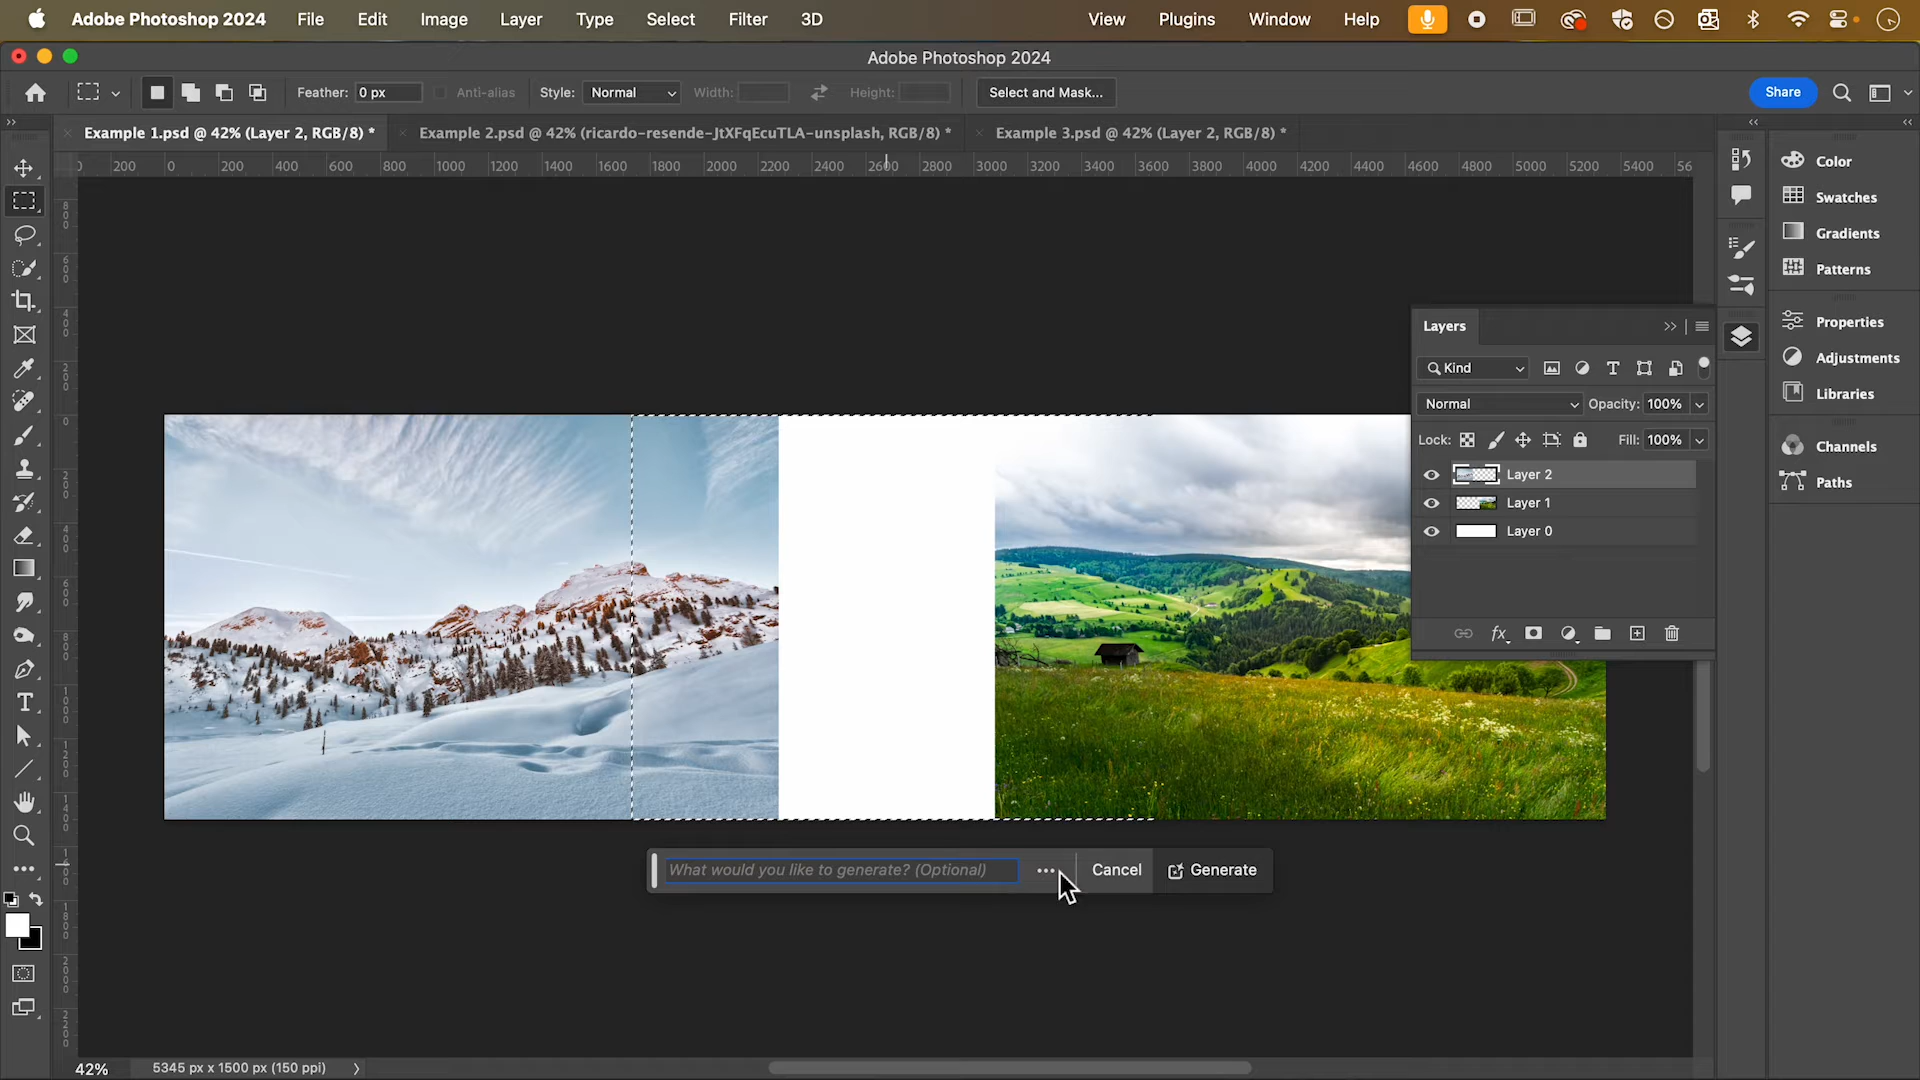 Adobe Photoshop 2024 File Edit Image Layer Type Select Filter 3D View Plugins Window Help
Adobe Photoshop 2024
Feather: 0 px Anti-alias Style: Normal Width: Height: Select and Mask... Share
Example 1.psd @ 42% (Layer 2, RGB/8) * Example 2.psd @ 42% (ricardo-resende-JtXFqEcuTLA-unsplash, RGB/8) * Example 3.psd @ 42% (Layer 2, RGB/8) *
200 0 200 400 600 800 1000 1200 1400 1600 1800 2000 2200 2400 2600 2800 3000 3200 3400 3600 3800 4000 4200 4400 4600 4800 5000 5200 5400 56
Color
Swatches
Gradients
Patterns
Properties
Adjustments
Libraries
Channels
Paths
Layers
Kind
Normal Opacity: 100%
Lock: Fill: 100%
Layer 2
Layer 1
Layer 0
fx
What would you like to generate? (Optional) Cancel Generate
42% 5345 px x 1500 px (150 ppi)